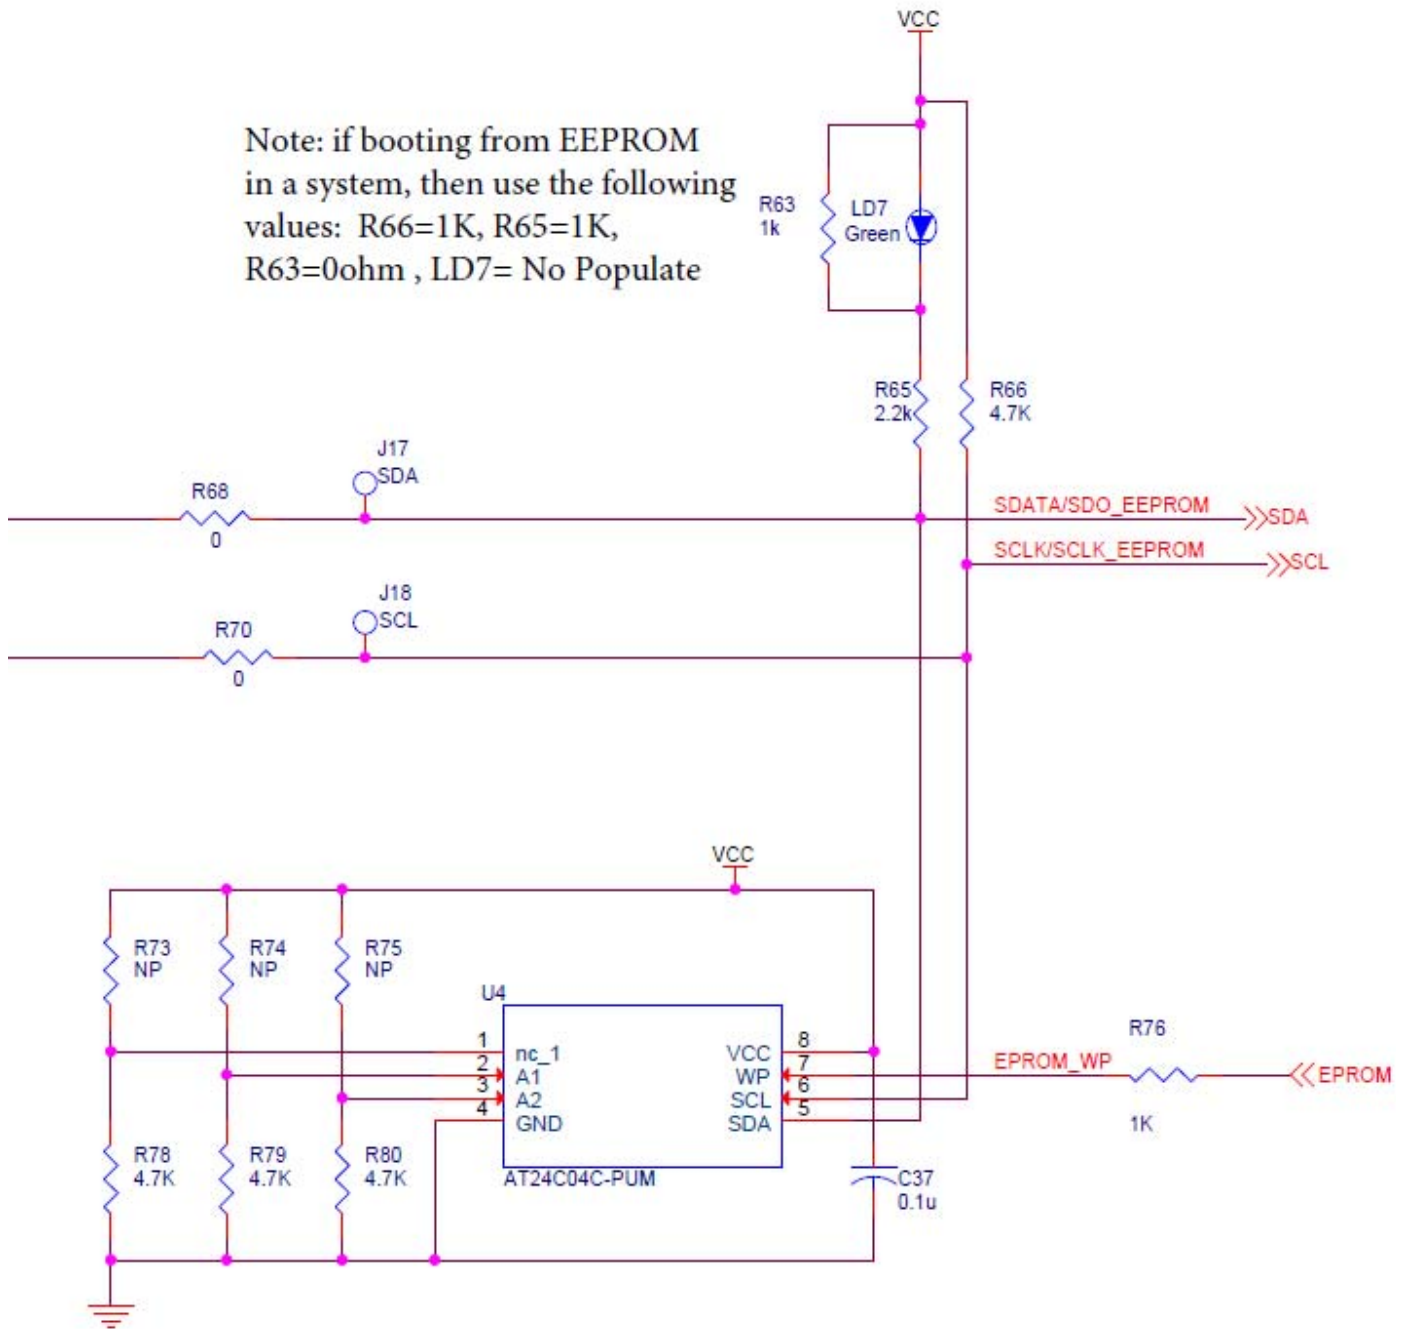 VCC
Note: if booting from EEPROM
in a system, then use the following
values: R66=1K, R65=1K,
R63=0ohm , LD7= No Populate
R63
1k
LD7
Green
R65
2.2k
R66
4.7K
J17
SDA
R68
0
SDATA/SDO_EEPROM
SDA
SCLK/SCLK_EEPROM
SCL
J18
SCL
R70
0
VCC
R73
NP
R74
NP
R75
NP
U4
1
nc_1
2
A1
3
A2
4
GND
VCC
8
WP
7
SCL
6
SDA
5
AT24C04C-PUM
EPROM_WP
R76
1K
EPROM
R78
4.7K
R79
4.7K
R80
4.7K
C37
0.1u